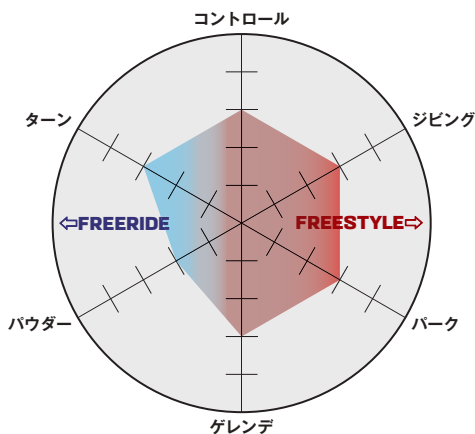 コントロール
ターン
ジビング
⇦FREERIDE
FREESTYLE⇨
パウダー
パーク
ゲレンデ